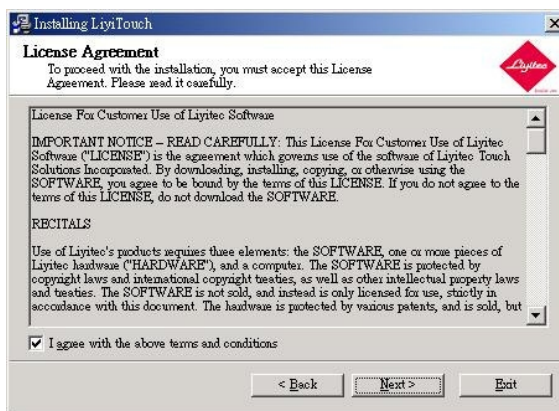 Installing LiyiTouch
License Agreement
To proceed with the installation, you must accept this License
Agreement. Please read it carefully.
Liyitec
License For Customer Use of Liyitec Software
IMPORTANT NOTICE – READ CAREFULLY: This License For Customer Use of Liyitec
Software ("LICENSE") is the agreement which governs use of the software of Liyitec Touch
Solutions Incorporated. By downloading, installing, copying, or otherwise using the
SOFTWARE, you agree to be bound by the terms of this LICENSE. If you do not agree to the
terms of this LICENSE, do not download the SOFTWARE.
RECITALS
Use of Liyitec's products requires three elements: the SOFTWARE, one or more pieces of
Liyitec hardware ("HARDWARE"), and a computer. The SOFTWARE is protected by
copyright laws and international copyright treaties, as well as other intellectual property laws
and treaties. The SOFTWARE is not sold, and instead is only licensed for use, strictly in
accordance with this document. The hardware is protected by various patents, and is sold, but
I agree with the above terms and conditions
< Back
Next >
Exit